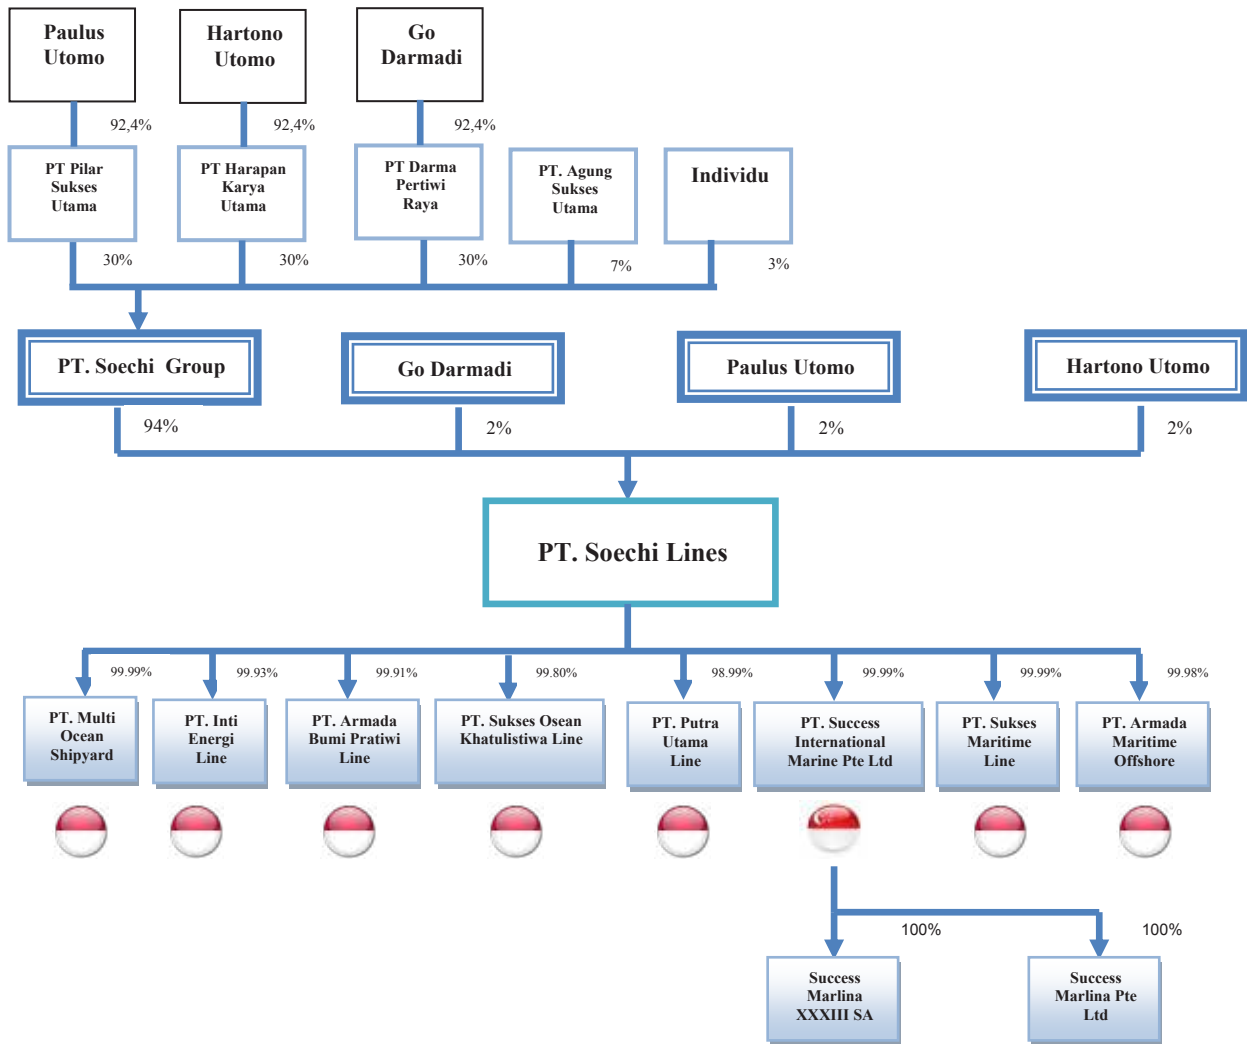 Paulus
Utomo
Hartono
Utomo
Go
Darmadi
92,4%
92,4%
92,4%
PT Pilar
Sukses
Utama
PT Harapan
Karya
Utama
PT Darma
Pertiwi
Raya
PT. Agung
Sukses
Utama
Individu
30%
30%
30%
7%
3%
PT. Soechi Group
Go Darmadi
Paulus Utomo
Hartono Utomo
94%
2%
2%
2%
PT. Soechi Lines
99.99%
99.93%
99.91%
99.80%
98.99%
99.99%
99.99%
99.98%
PT. Multi
Ocean
Shipyard
PT. Inti
Energi
Line
PT. Armada
Bumi Pratiwi
Line
PT. Sukses Osean
Khatulistiwa Line
PT. Putra
Utama
Line
PT. Success
International
Marine Pte Ltd
PT. Sukses
Maritime
Line
PT. Armada
Maritime
Offshore
100%
100%
Success
Marlina
XXXIII SA
Success
Marlina Pte
Ltd